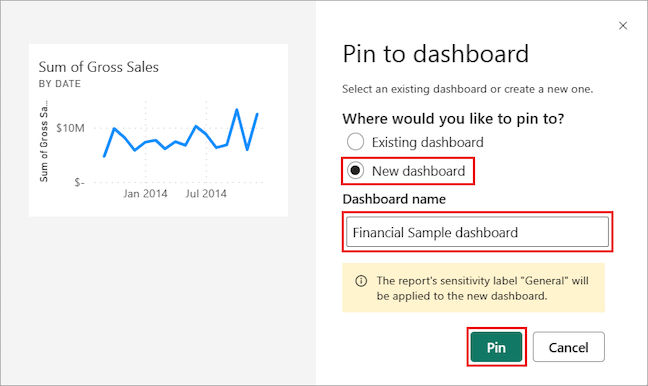 Sum of Gross Sales
BY DATE
Sum of Gross Sa...
$10M
$-
Jan 2014
Jul 2014
Pin to dashboard
Select an existing dashboard or create a new one.
Where would you like to pin to?
Existing dashboard
New dashboard
Dashboard name
Financial Sample dashboard
The report's sensitivity label "General" will
be applied to the new dashboard.
Pin
Cancel